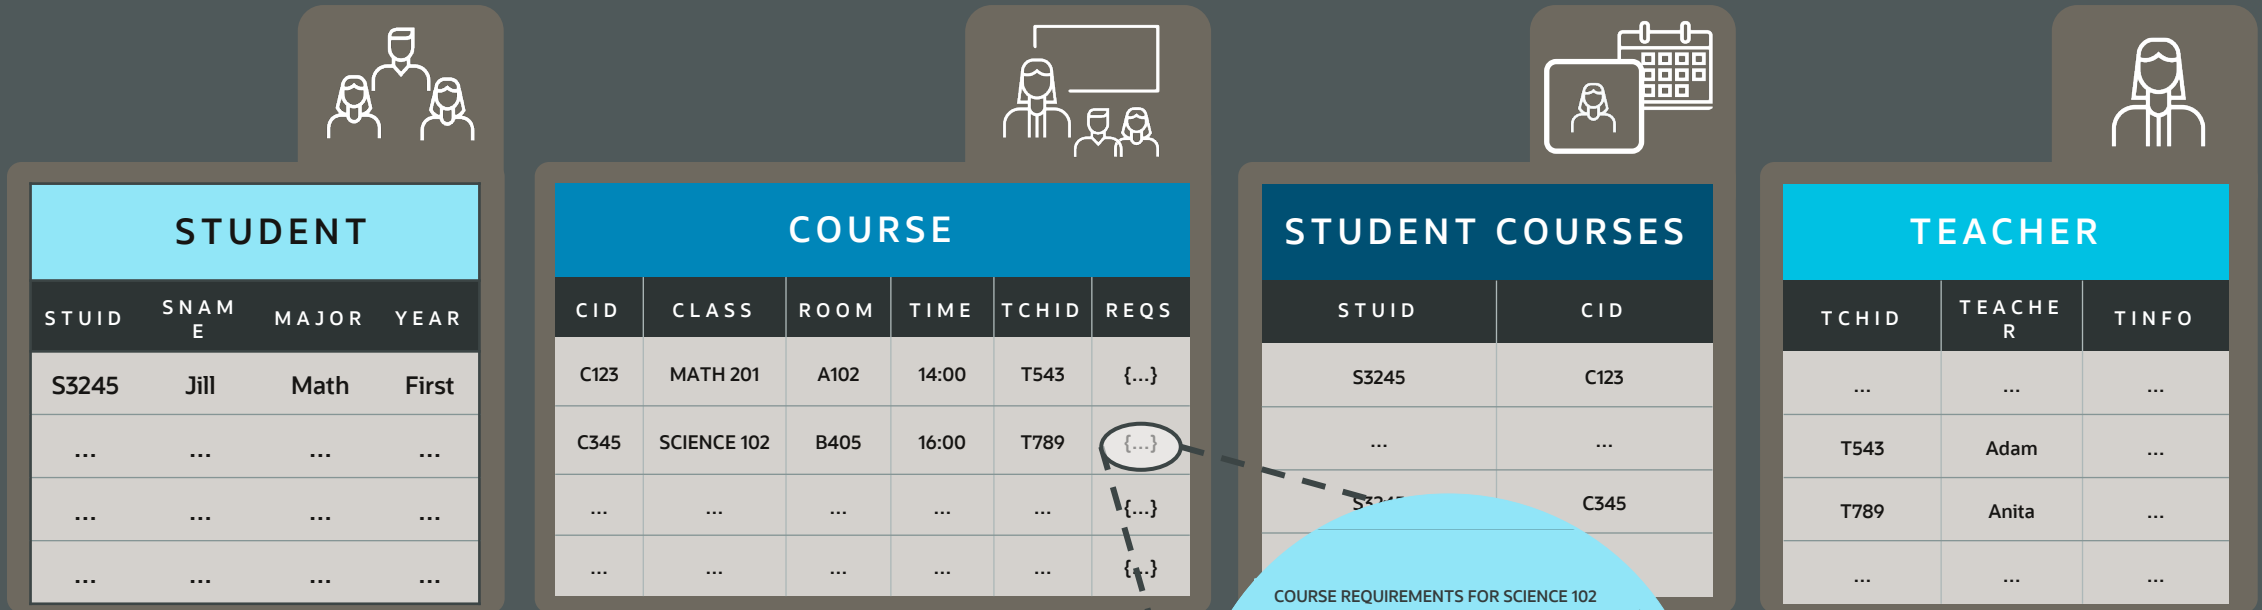 STUDENT
STUID SNAM
E MAJOR YEAR
S3245 Jill Math First
... ... ... ...
... ... ... ...
... ... ... ...
COURSE
CID CLASS ROOM TIME TCHID REQS
C123 MATH 201 A102 14:00 T543 {...}
C345 SCIENCE 102 B405 16:00 T789 {...}
... ... ... ... ... {...}
... ... ... ... ... {...}
STUDENT COURSES
STUID CID
S3245 C123
... ...
C345
COURSE REQUIREMENTS FOR SCIENCE 102
TEACHER
TCHID TEACHE
R TINFO
... ... ...
T543 Adam ...
T789 Anita ...
... ... ...